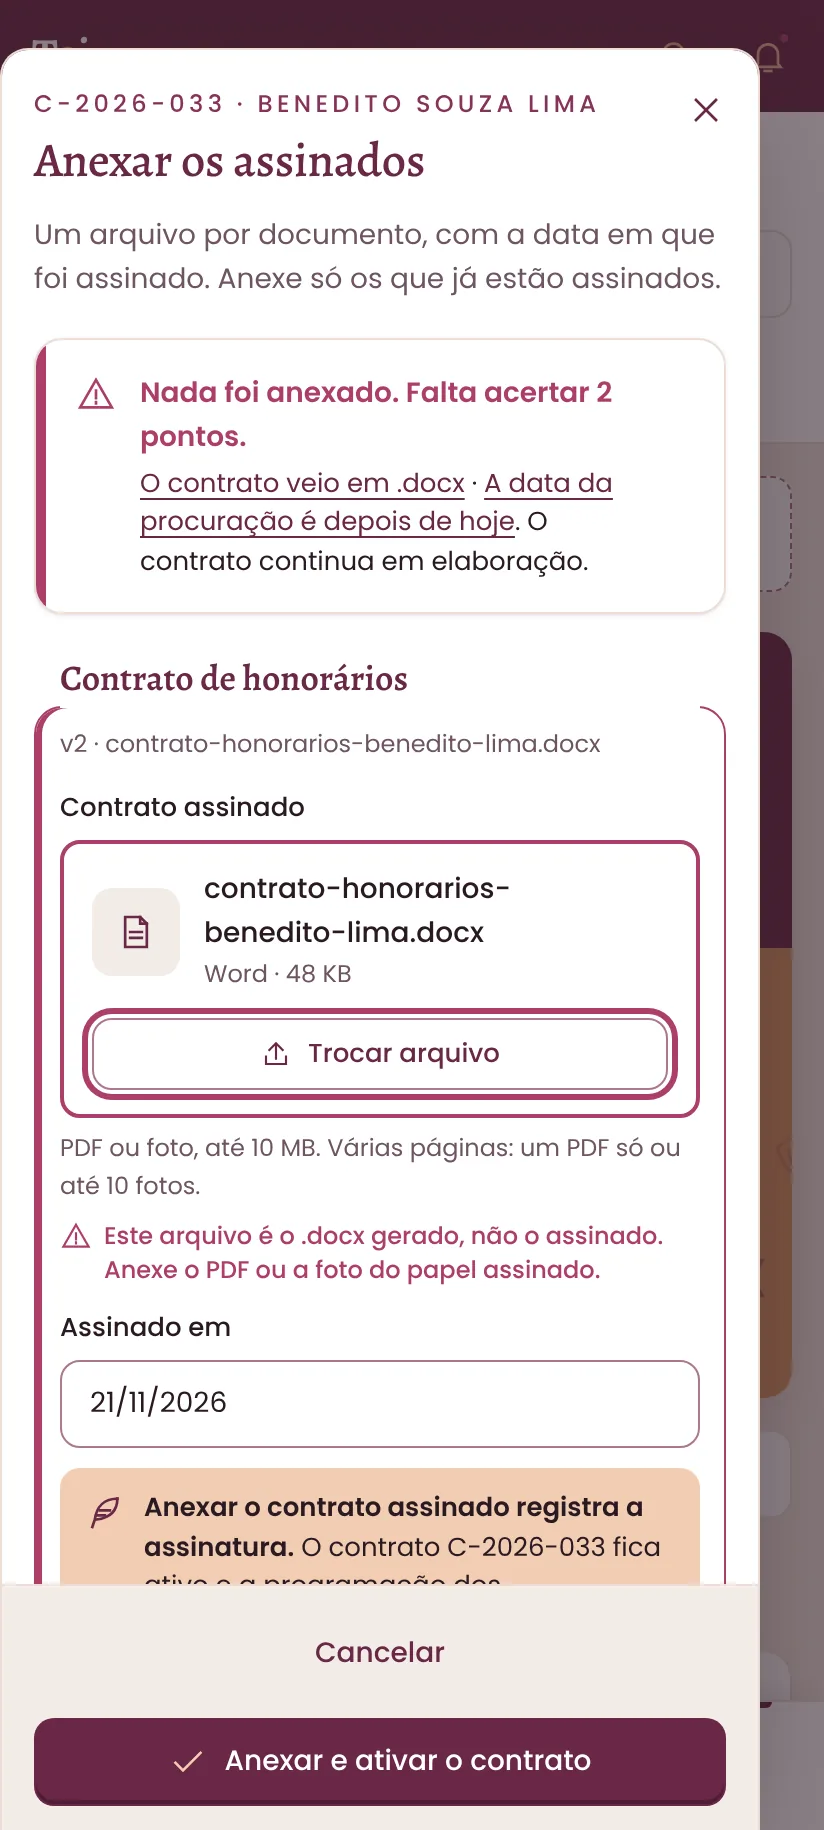 C-2026-033 · BENEDITO SOUZA LIMA
Anexar os assinados
Um arquivo por documento, com a data em que
foi assinado. Anexe só os que já estão assinados.
Nada foi anexado. Falta acertar 2
pontos.
O contrato veio em .docx · A data da
procuração é depois de hoje. O
contrato continua em elaboração.
Contrato de honorários
v2 · contrato-honorarios-benedito-lima.docx
Contrato assinado
contrato-honorarios-
benedito-lima.docx
Word · 48 KB
Trocar arquivo
PDF ou foto, até 10 MB. Várias páginas: um PDF só ou
até 10 fotos.
Este arquivo é o .docx gerado, não o assinado.
Anexe o PDF ou a foto do papel assinado.
Assinado em
21/11/2026
Anexar o contrato assinado registra a
assinatura. O contrato C-2026-033 fica
ativo e a programação dos
Cancelar
Anexar e ativar o contrato